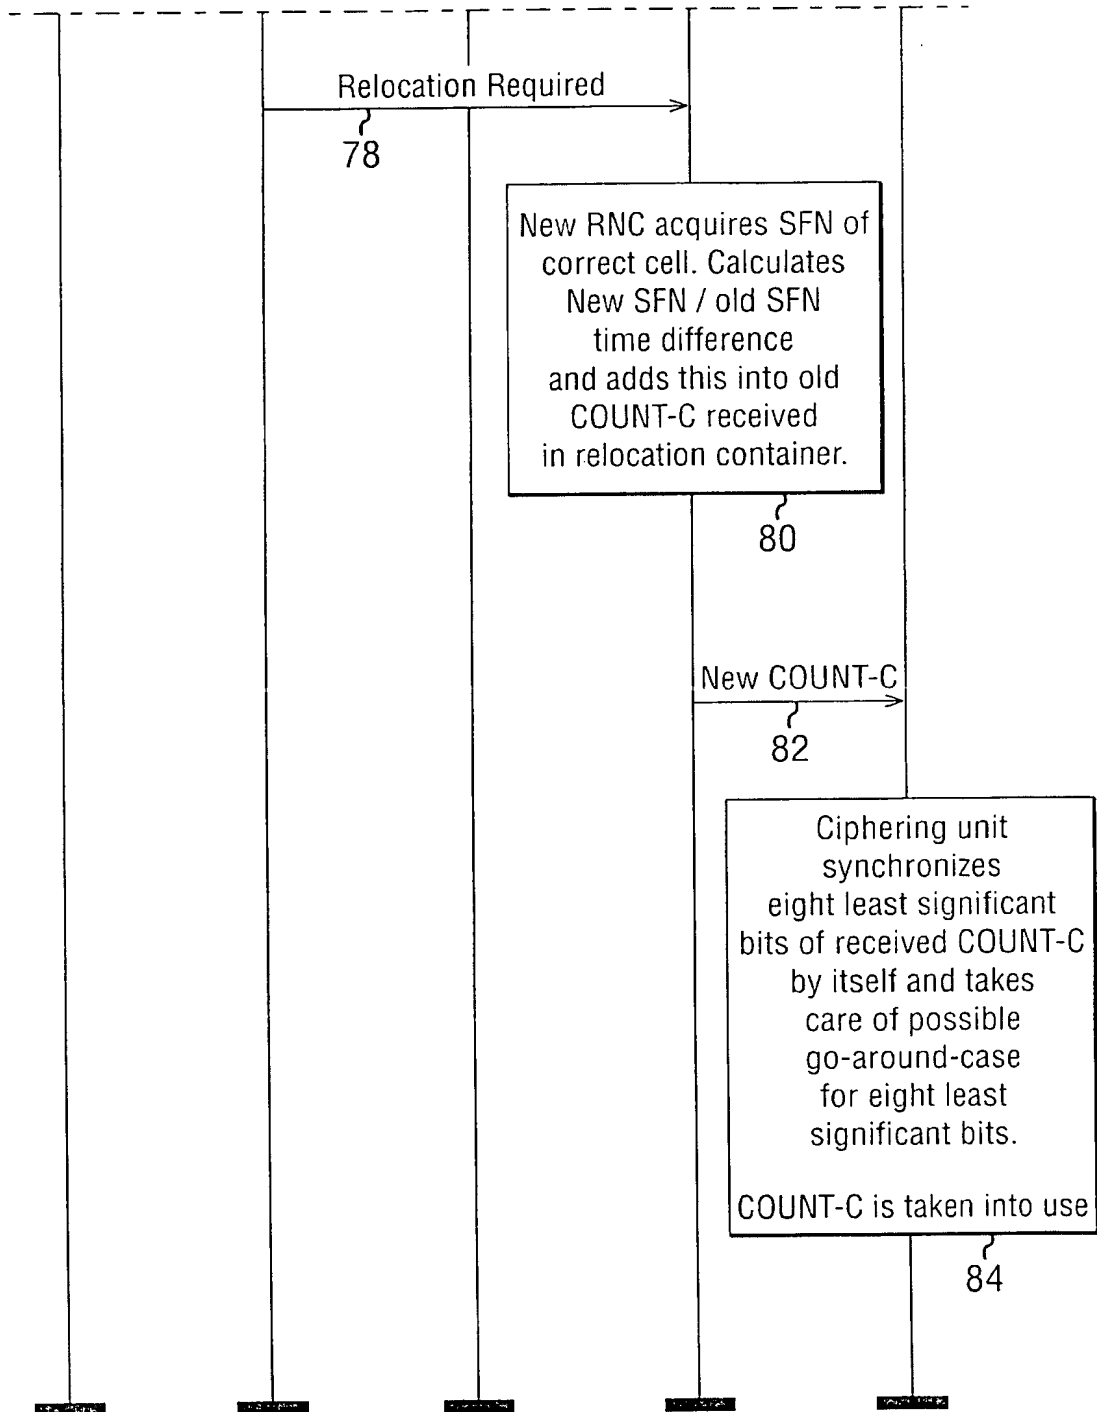 Relocation Required
78
New RNC acquires SFN of
correct cell. Calculates
New SFN / old SFN
time difference
and adds this into old
COUNT-C received
in relocation container.
80
New COUNT-C
82
Ciphering unit
synchronizes
eight least significant
bits of received COUNT-C
by itself and takes
care of possible
go-around-case
for eight least
significant bits.
COUNT-C is taken into use
84